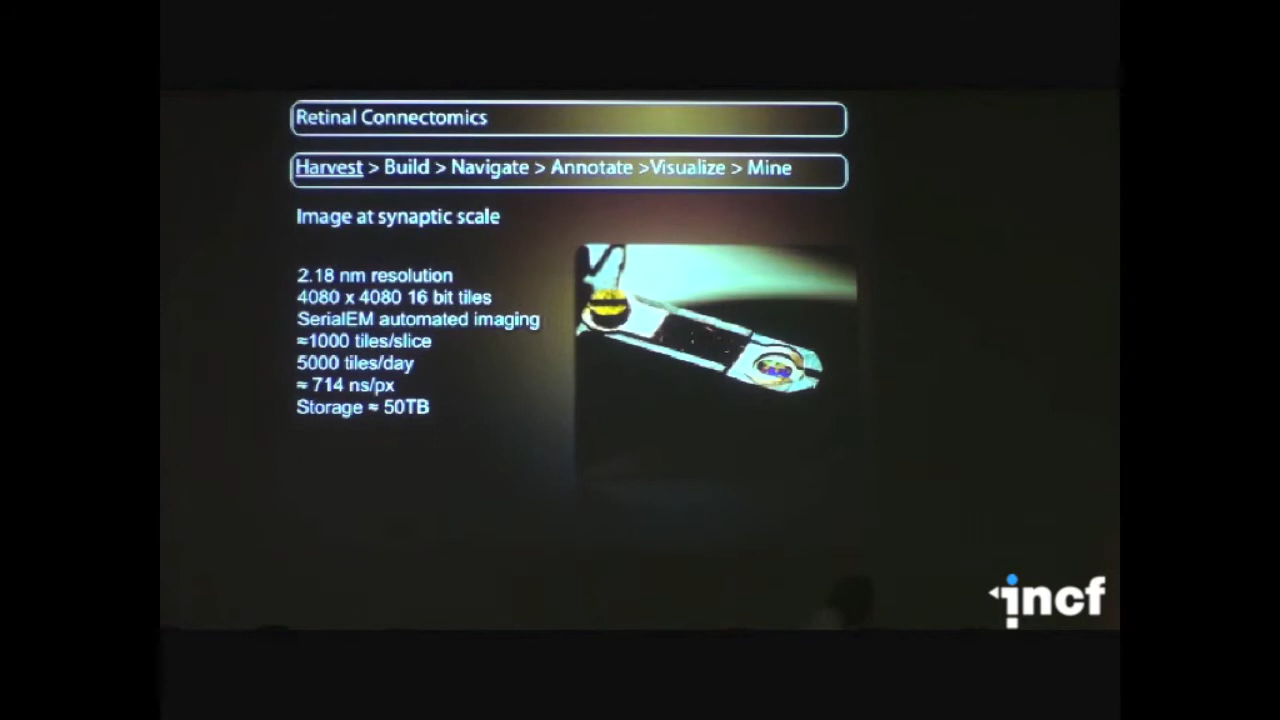 Retinal Connectomics
Harvest > Build > Navigate > Annotate >Visualize > Mine
Image at synaptic scale
2.18 nm resolution
4080 x 4080 16 bit tiles
SerialEM automated imaging
≈1000 tiles/slice
5000 tiles/day
≈ 714 ns/px
Storage ≈ 50TB
incf